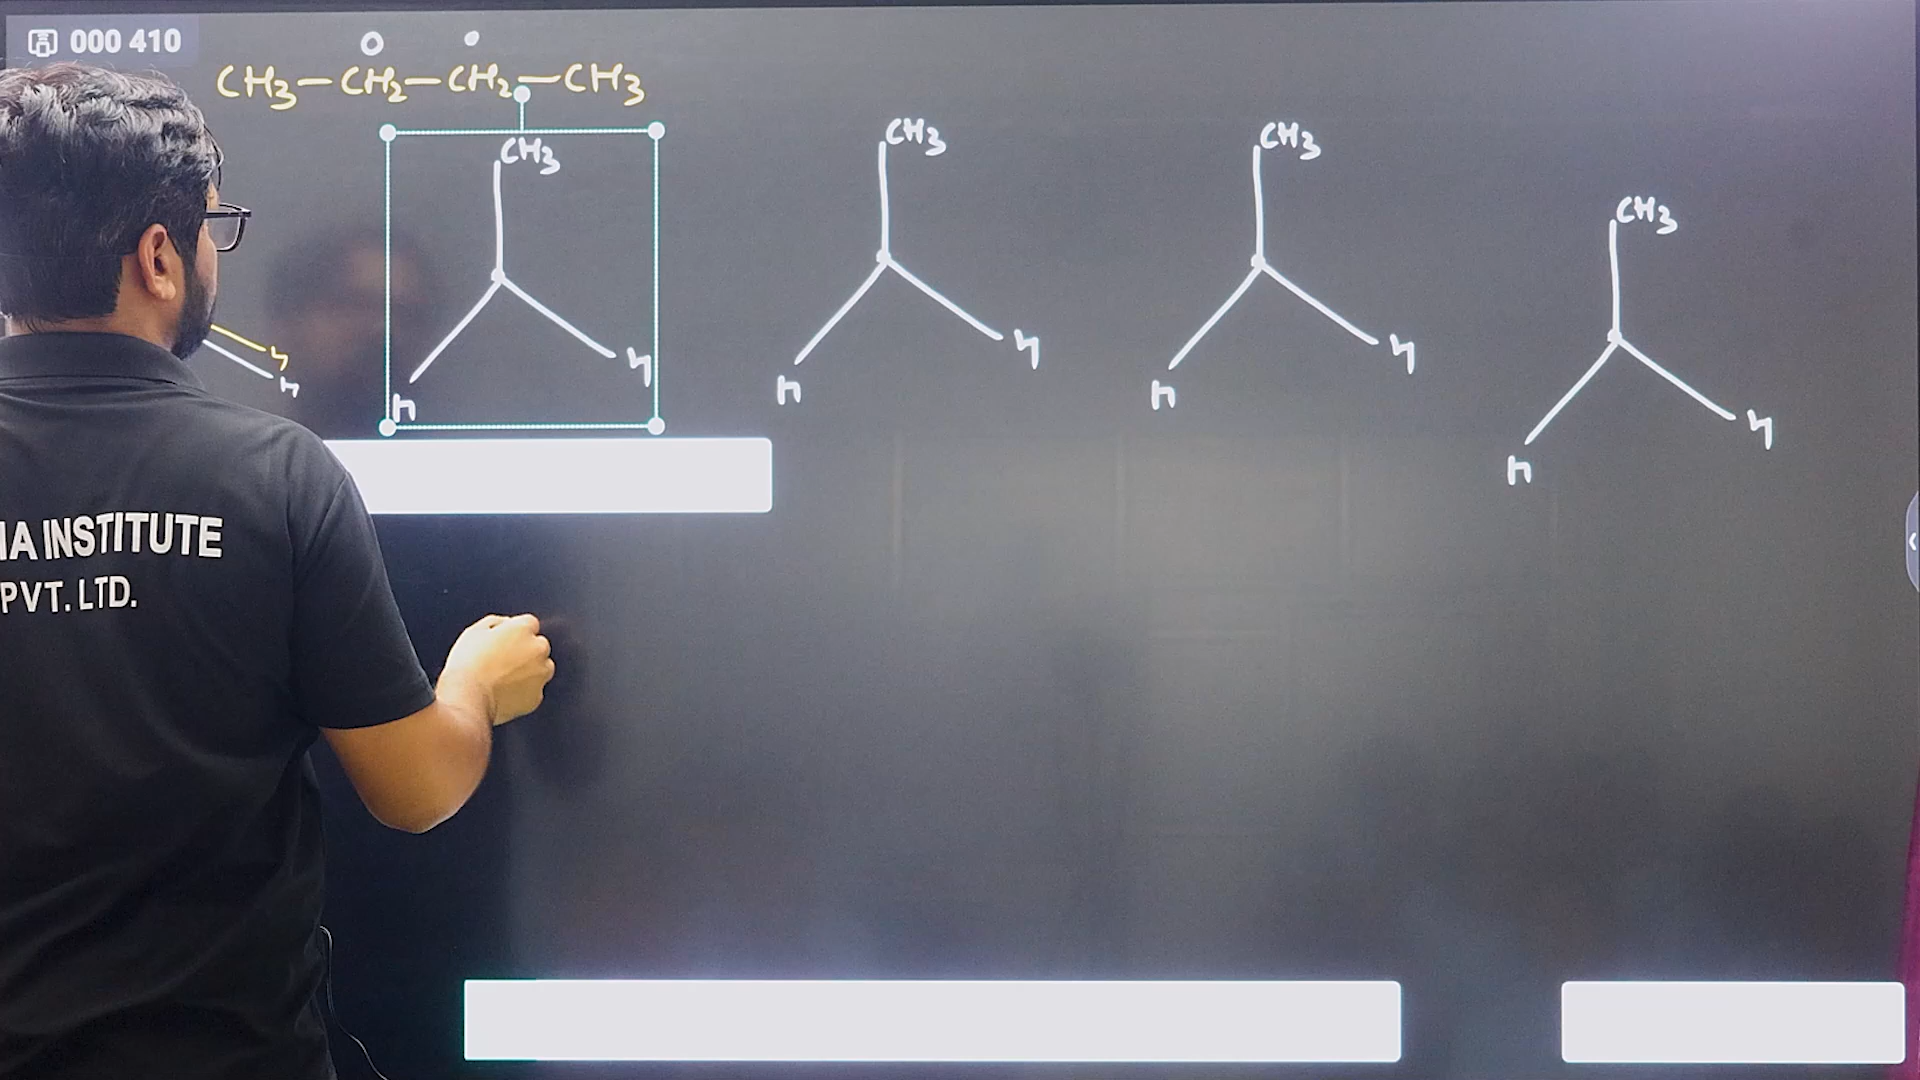 000 410
CH3-CH2-CH2-CH3
CH3
H
H
CH3
H
H
CH3
H
H
CH3
H
H
H
H
IA INSTITUTE
PVT. LTD.